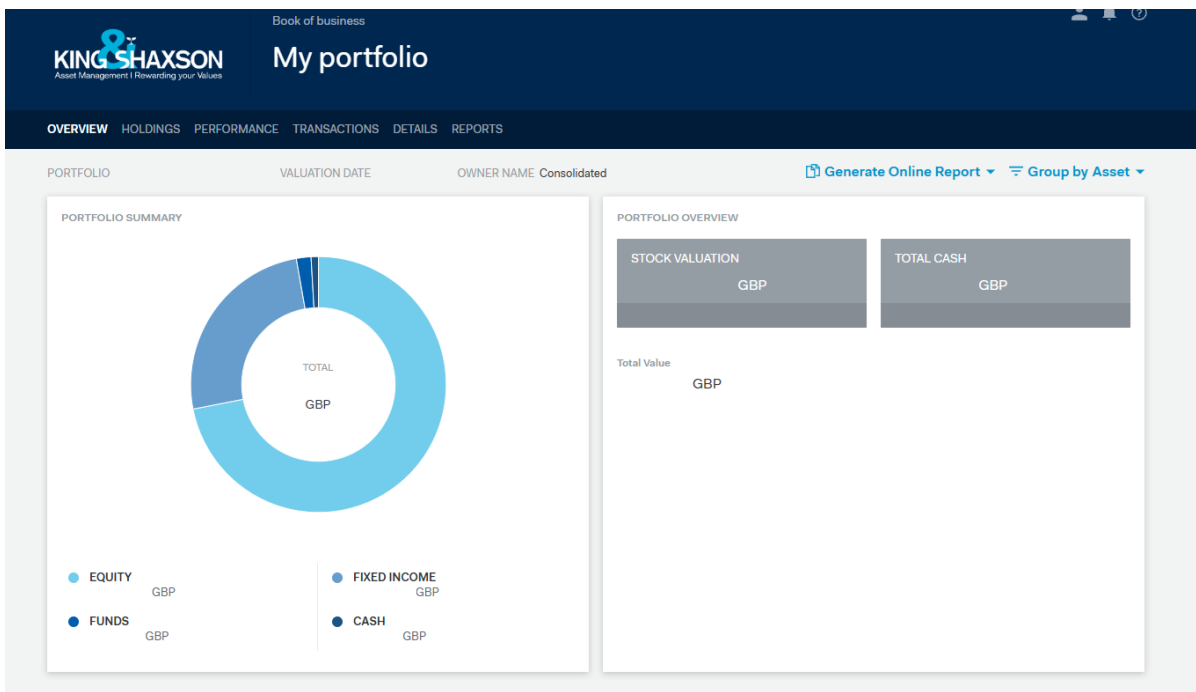 Book of business
KING & SHAXSON
Asset Management | Rewarding your Values
My portfolio
OVERVIEW HOLDINGS PERFORMANCE TRANSACTIONS DETAILS REPORTS
PORTFOLIO VALUATION DATE OWNER NAME Consolidated Generate Online Report Group by Asset
PORTFOLIO SUMMARY
TOTAL
GBP
EQUITY
GBP
FIXED INCOME
GBP
FUNDS
GBP
CASH
GBP
PORTFOLIO OVERVIEW
STOCK VALUATION
GBP
TOTAL CASH
GBP
Total Value
GBP